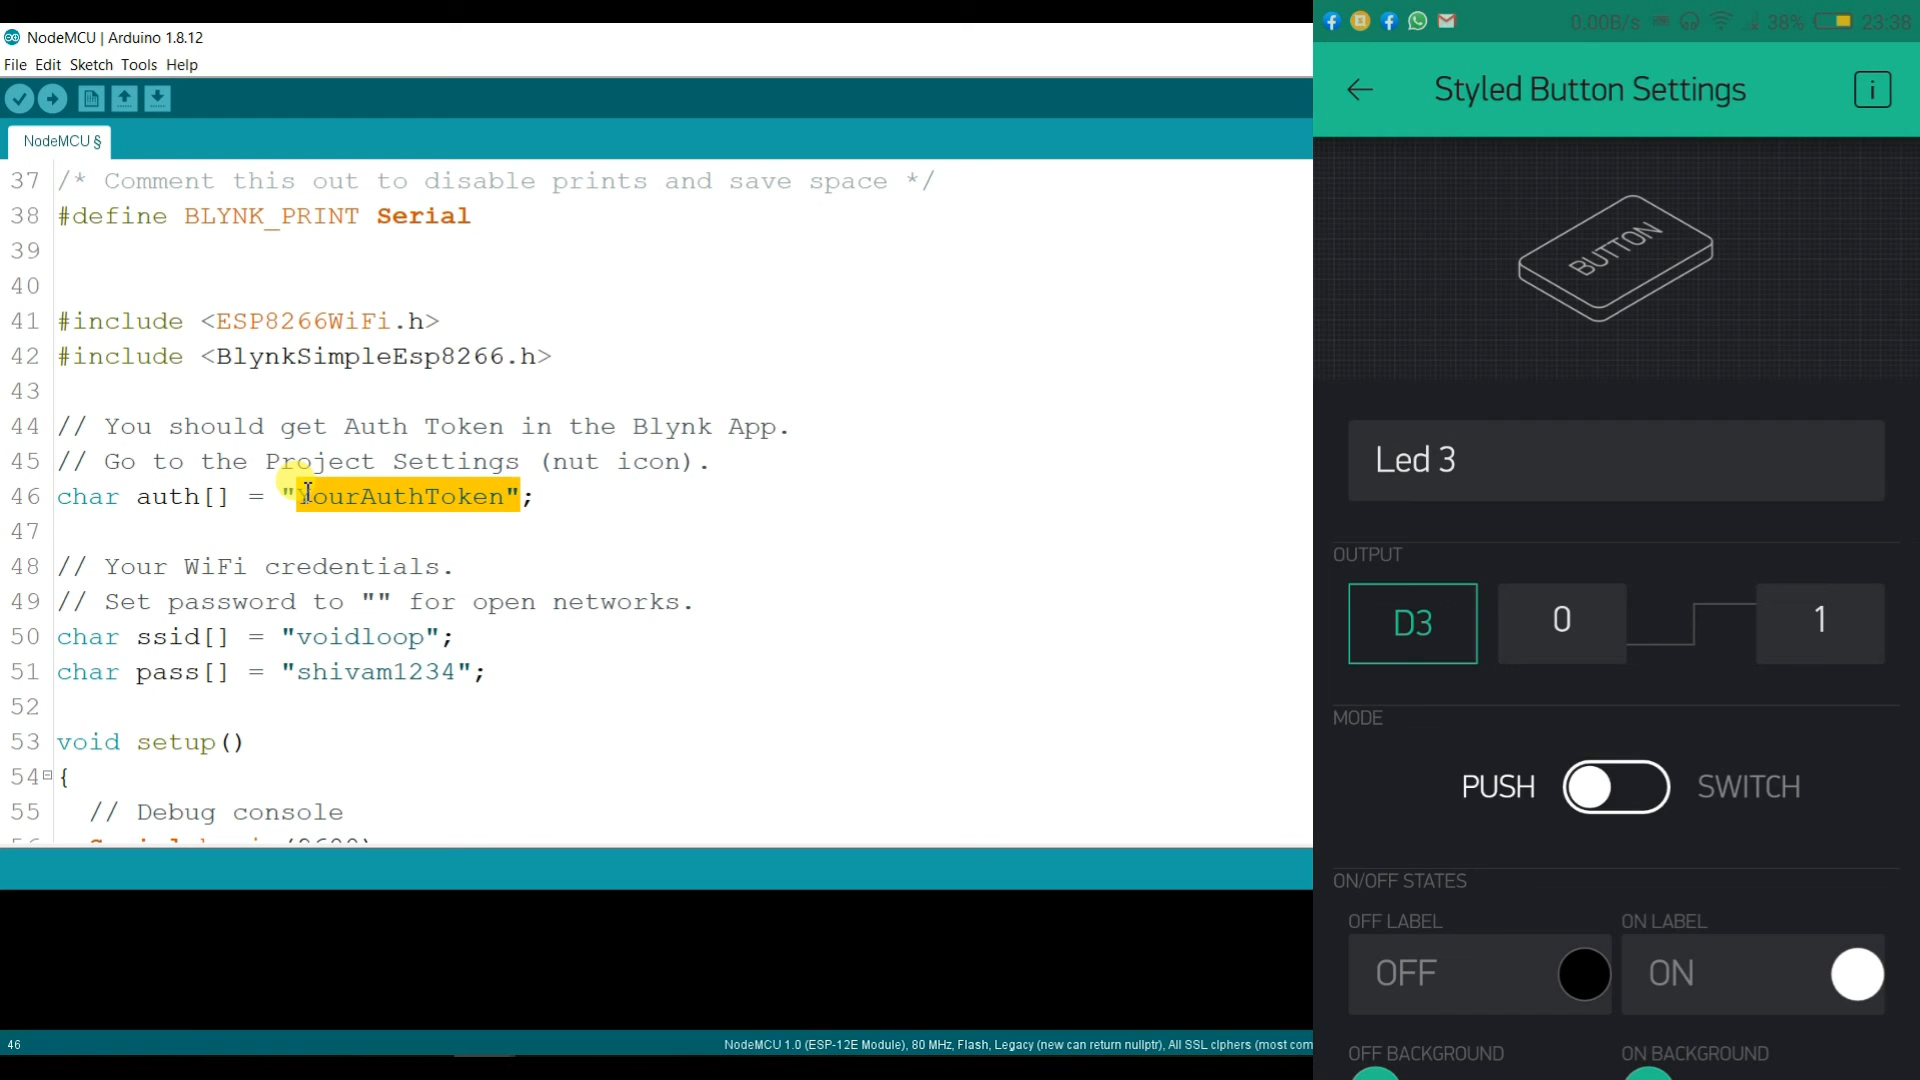 NodeMCU | Arduino 1.8.12
File Edit Sketch Tools Help
NodeMCU §
37 /* Comment this out to disable prints and save space */
38 #define BLYNK_PRINT Serial
39
40
41 #include <ESP8266WiFi.h>
42 #include <BlynkSimpleEsp8266.h>
43
44 // You should get Auth Token in the Blynk App.
45 // Go to the Project Settings (nut icon).
46 char auth[] = "YourAuthToken";
47
48 // Your WiFi credentials.
49 // Set password to "" for open networks.
50 char ssid[] = "voidloop";
51 char pass[] = "shivam1234";
52
53 void setup()
54 {
55 // Debug console
46
NodeMCU 1.0 (ESP-12E Module), 80 MHz, Flash, Legacy (new can return nullptr), All SSL ciphers (most com
0.00B/s 38% 23:38
Styled Button Settings
i
BUTTON
Led 3
OUTPUT
D3 0 1
MODE
PUSH SWITCH
ON/OFF STATES
OFF LABEL ON LABEL
OFF ON
OFF BACKGROUND ON BACKGROUND